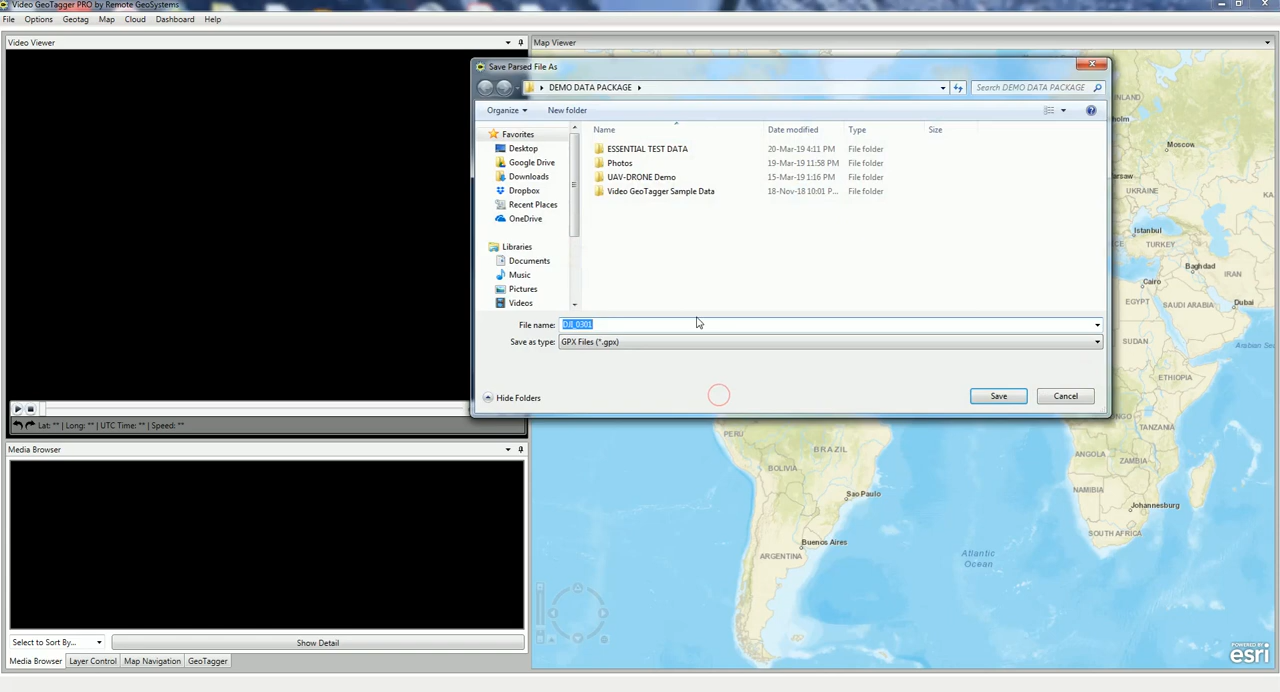 Video GeoTagger PRO by Remote GeoSystems
File Options Geotag Map Cloud Dashboard Help
Video Viewer
Map Viewer
Save Parsed File As
DEMO DATA PACKAGE
Search DEMO DATA PACKAGE
Organize New folder
Name Date modified Type Size
Favorites
Desktop
Google Drive
Downloads
Dropbox
Recent Places
OneDrive
Libraries
Documents
Music
Pictures
Videos
ESSENTIAL TEST DATA 20-Mar-19 4:11 PM File folder
Photos 19-Mar-19 11:58 PM File folder
UAV-DRONE Demo 15-Mar-19 1:16 PM File folder
Video GeoTagger Sample Data 18-Nov-18 10:01 P... File folder
File name: DJI_0301
Save as type: GPX Files (*.gpx)
Hide Folders
Save Cancel
Lat: ** | Long: ** | UTC Time: ** | Speed: **
Media Browser
Select to Sort By...
Show Detail
Media Browser Layer Control Map Navigation GeoTagger
NLAND
holm
Moscow
arsaw
UKRAINE
KA
Istanbul
TURKEY
Baghdad
IRAN
Cairo
EGYPT
SAUDI ARABIA
Dubai
Arabian Se
SUDAN
ETHIOPIA
TANZANIA
ANGOLA
ZAMBIA
NAMIBIA
Johannesburg
SOUTH AFRICA
PERU
BRAZIL
BOLIVIA
Sao Paulo
Buenos Aires
ARGENTINA
Atlantic
Ocean
POWERED BY
esri